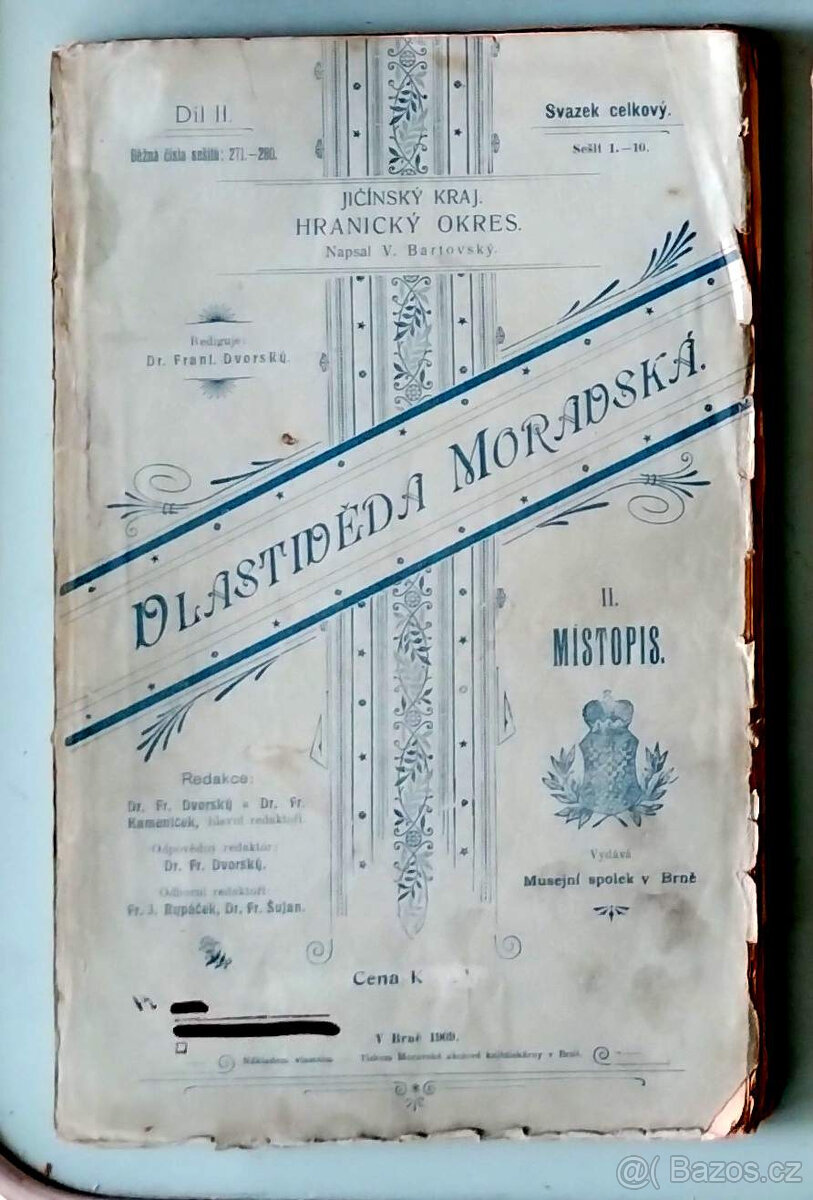 Díl II.
Běžná čísla sešitů: 271.—280.
Svazek celkový.
Sešit 1.—10.
JIČÍNSKÝ KRAJ.
HRANICKÝ OKRES.
Napsal V. Bartovský.
Rediguje:
Dr. Frant. Dvorský.
VLASTIVĚDA MORAVSKÁ.
II.
MÍSTOPIS.
Redakce:
Dr. Fr. Dvorský a Dr. Fr.
Kameníček, hlavní redaktoři.
Odpovědný redaktor:
Dr. Fr. Dvorský.
Odborní redaktoři:
Fr. J. Rypáček, Dr. Fr. Šujan.
Vydává
Musejní spolek v Brně
Cena K
V Brně 1909.
Nákladem vlastním. Tiskem Moravské akciové knihtiskárny v Brně.
@( Bazos.cz